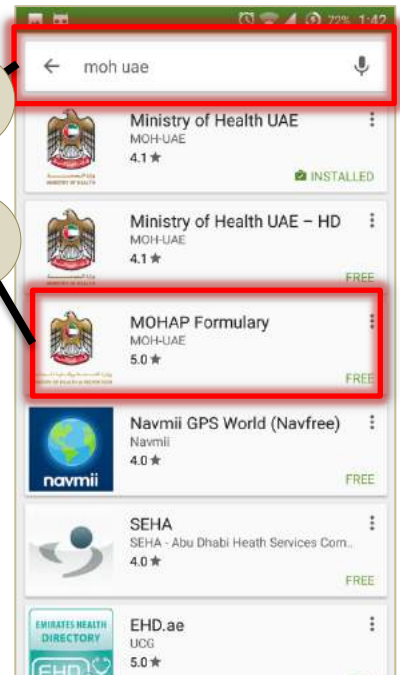 72% 1:42
moh uae
Ministry of Health UAE
MOH-UAE
4.1★
INSTALLED
MINISTRY OF HEALTH
Ministry of Health UAE – HD
MOH-UAE
4.1★
FREE
MOHAP Formulary
MOH-UAE
5.0★
FREE
Navmii GPS World (Navfree)
Navmii
4.0★
navmii
FREE
SEHA
SEHA - Abu Dhabi Heath Services Com..
4.0★
FREE
EMIRATES HEALTH
DIRECTORY
EHD
EHD.ae
UCG
5.0★